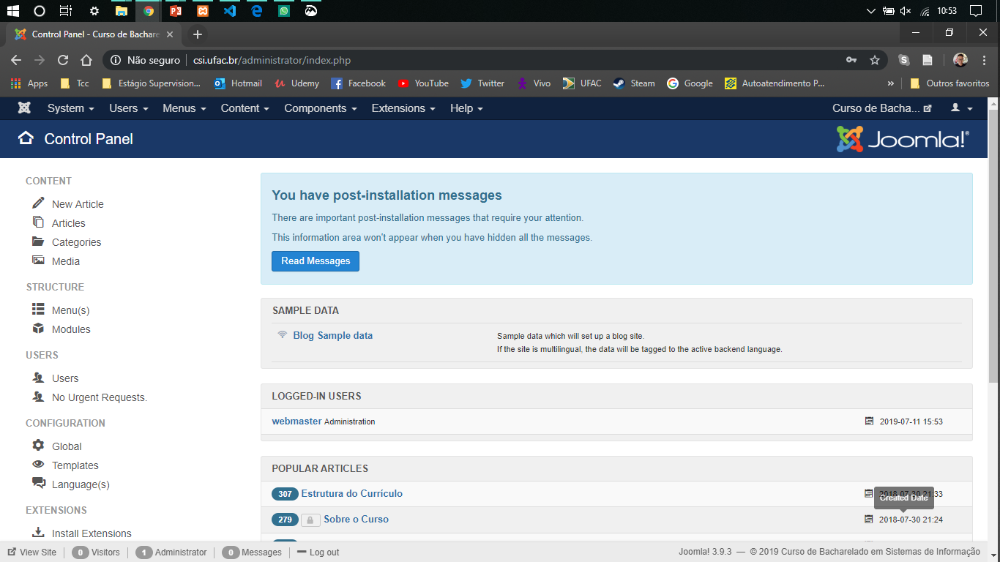 10:53
Control Panel - Curso de Bachare
Não seguro
csi.ufac.br/administrator/index.php
Apps Tcc Estágio Supervision... Hotmail Udemy Facebook YouTube Twitter Vivo UFAC Steam Google Autoatendimento P... » Outros favoritos
System Users Menus Content Components Extensions Help Curso de Bacha...
Control Panel
Joomla!®
CONTENT
New Article
Articles
Categories
Media
STRUCTURE
Menu(s)
Modules
USERS
Users
No Urgent Requests.
CONFIGURATION
Global
Templates
Language(s)
EXTENSIONS
Install Extensions
You have post-installation messages
There are important post-installation messages that require your attention.
This information area won't appear when you have hidden all the messages.
Read Messages
SAMPLE DATA
Blog Sample data
Sample data which will set up a blog site.
If the site is multilingual, the data will be tagged to the active backend language.
LOGGED-IN USERS
webmaster Administration 2019-07-11 15:53
POPULAR ARTICLES
307 Estrutura do Currículo 2018-07-30 21:33
Created Date
279 Sobre o Curso 2018-07-30 21:24
View Site 0 Visitors 1 Administrator 0 Messages Log out
Joomla! 3.9.3 — © 2019 Curso de Bacharelado em Sistemas de Informação